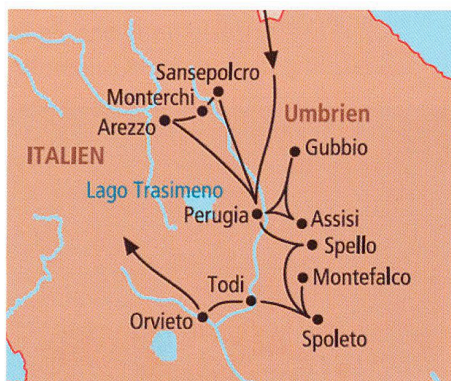 Sansepolcro
Monterchi
Umbrien
Arezzo
Gubbio
ITALIEN
Lago Trasimeno
Perugia
Assisi
Spello
Montefalco
Todi
Orvieto
Spoleto